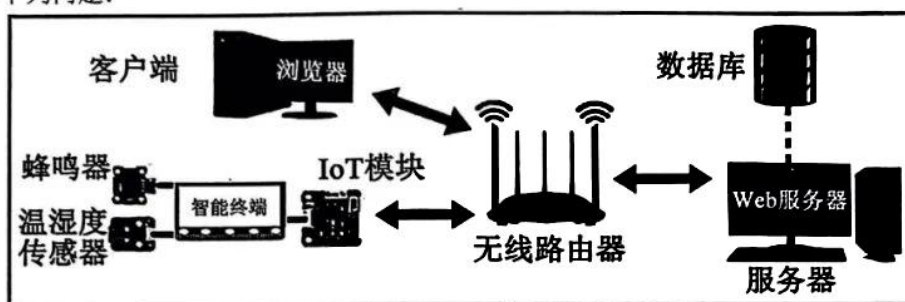 客户端
浏览器
数据库
蜂鸣器
IoT模块
智能终端
温湿度
传感器
无线路由器
Web服务器
服务器